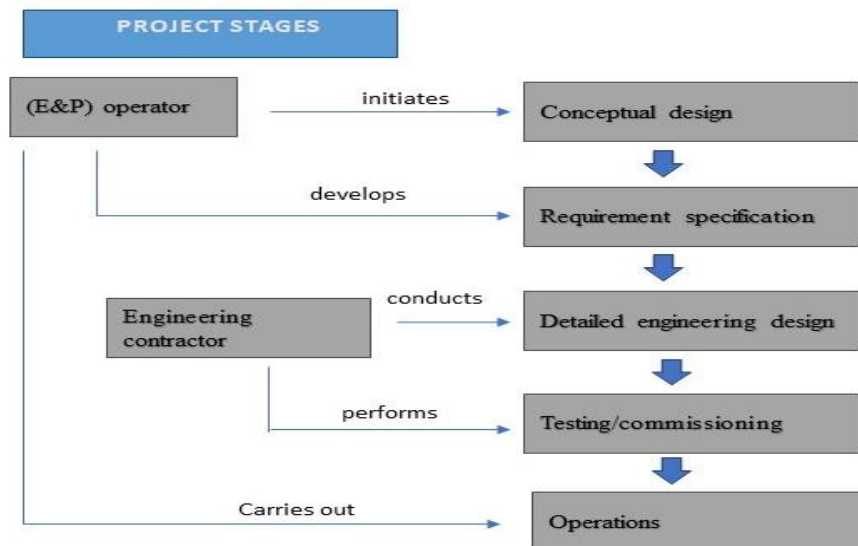 PROJECT STAGES
(E&P) operator
initiates
Conceptual design
develops
Requirement specification
Engineering
contractor
conducts
Detailed engineering design
performs
Testing/commissioning
Carries out
Operations